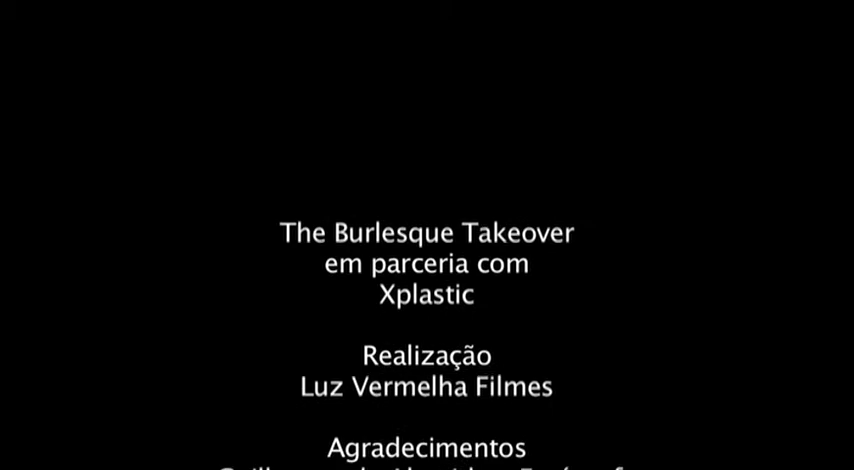 The Burlesque Takeover
em parceria com
Xplastic
Realização
Luz Vermelha Filmes
Agradecimentos